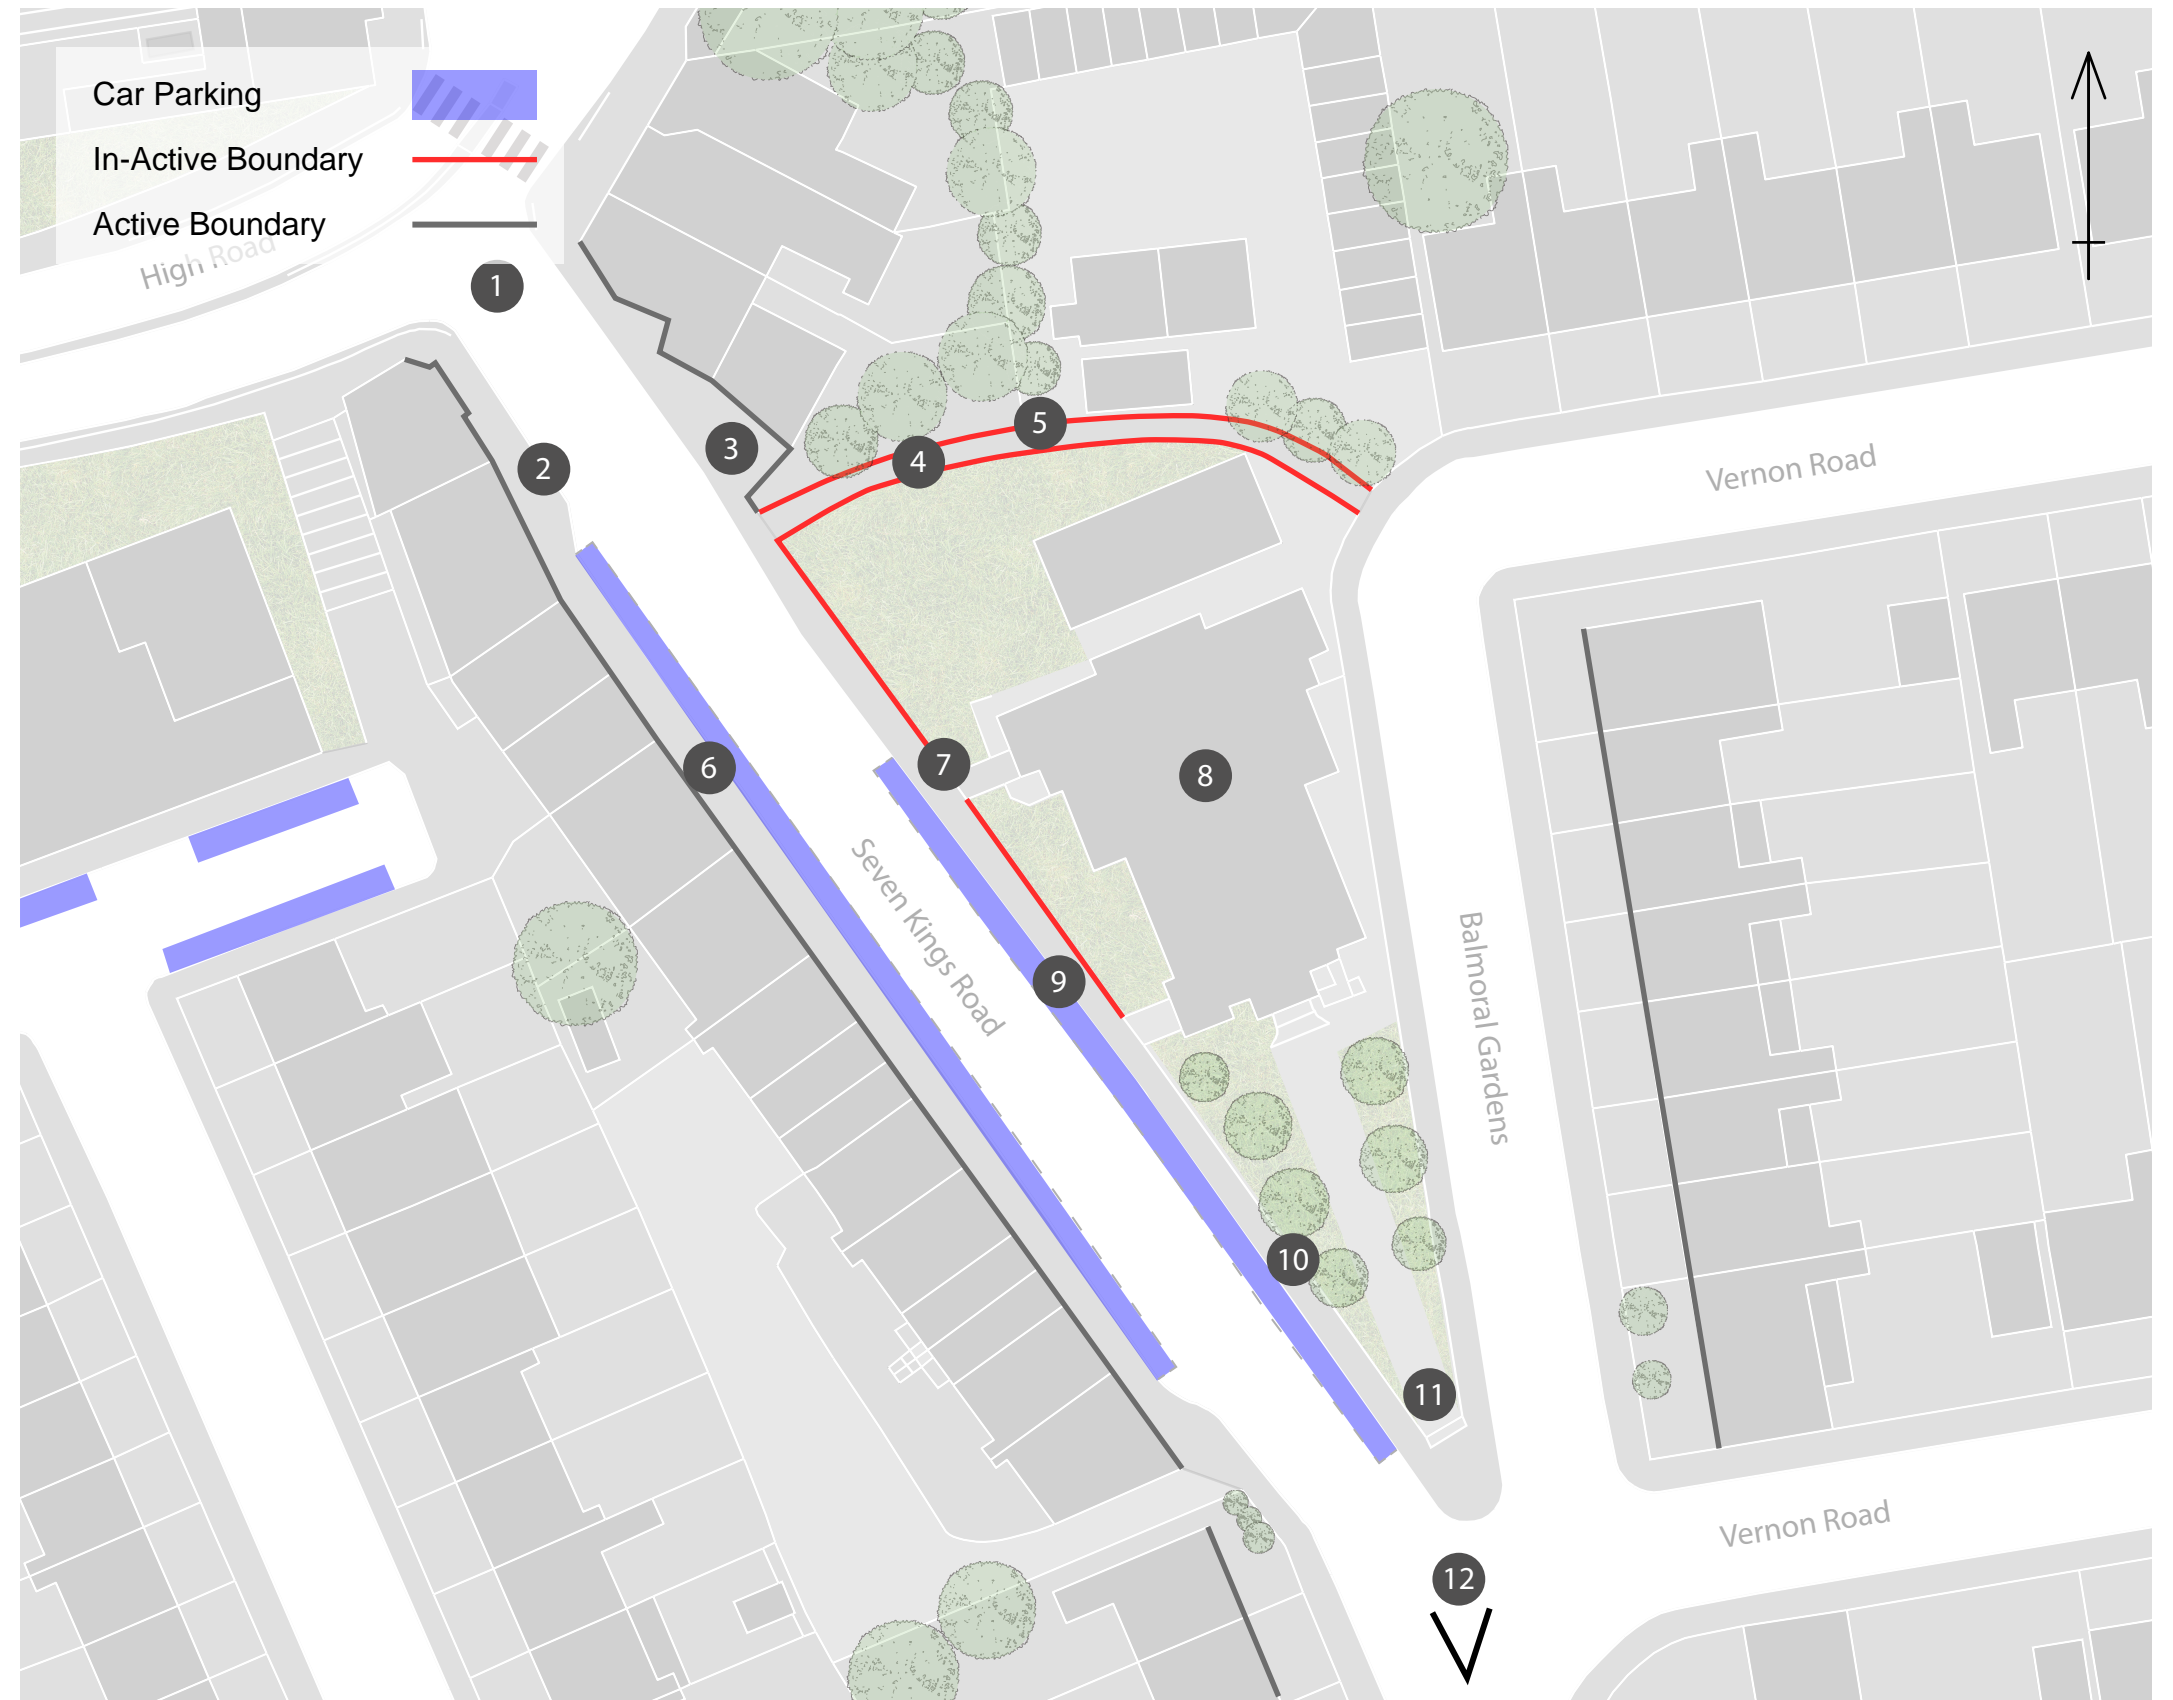 Car Parking
In-Active Boundary
Active Boundary
High Road
1
2
3
4
5
Vernon Road
6
7
8
Seven Kings Road
9
Balmoral Gardens
10
11
Vernon Road
12